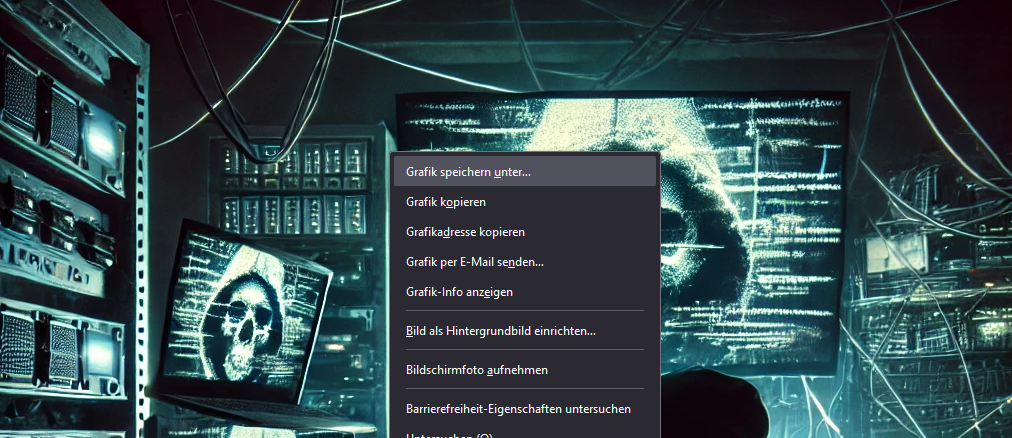 Grafik speichern unter...
Grafik kopieren
Grafikadresse kopieren
Grafik per E-Mail senden...
Grafik-Info anzeigen
Bild als Hintergrundbild einrichten...
Bildschirmfoto aufnehmen
Barrierefreiheit-Eigenschaften untersuchen
Untersuchen (Q)